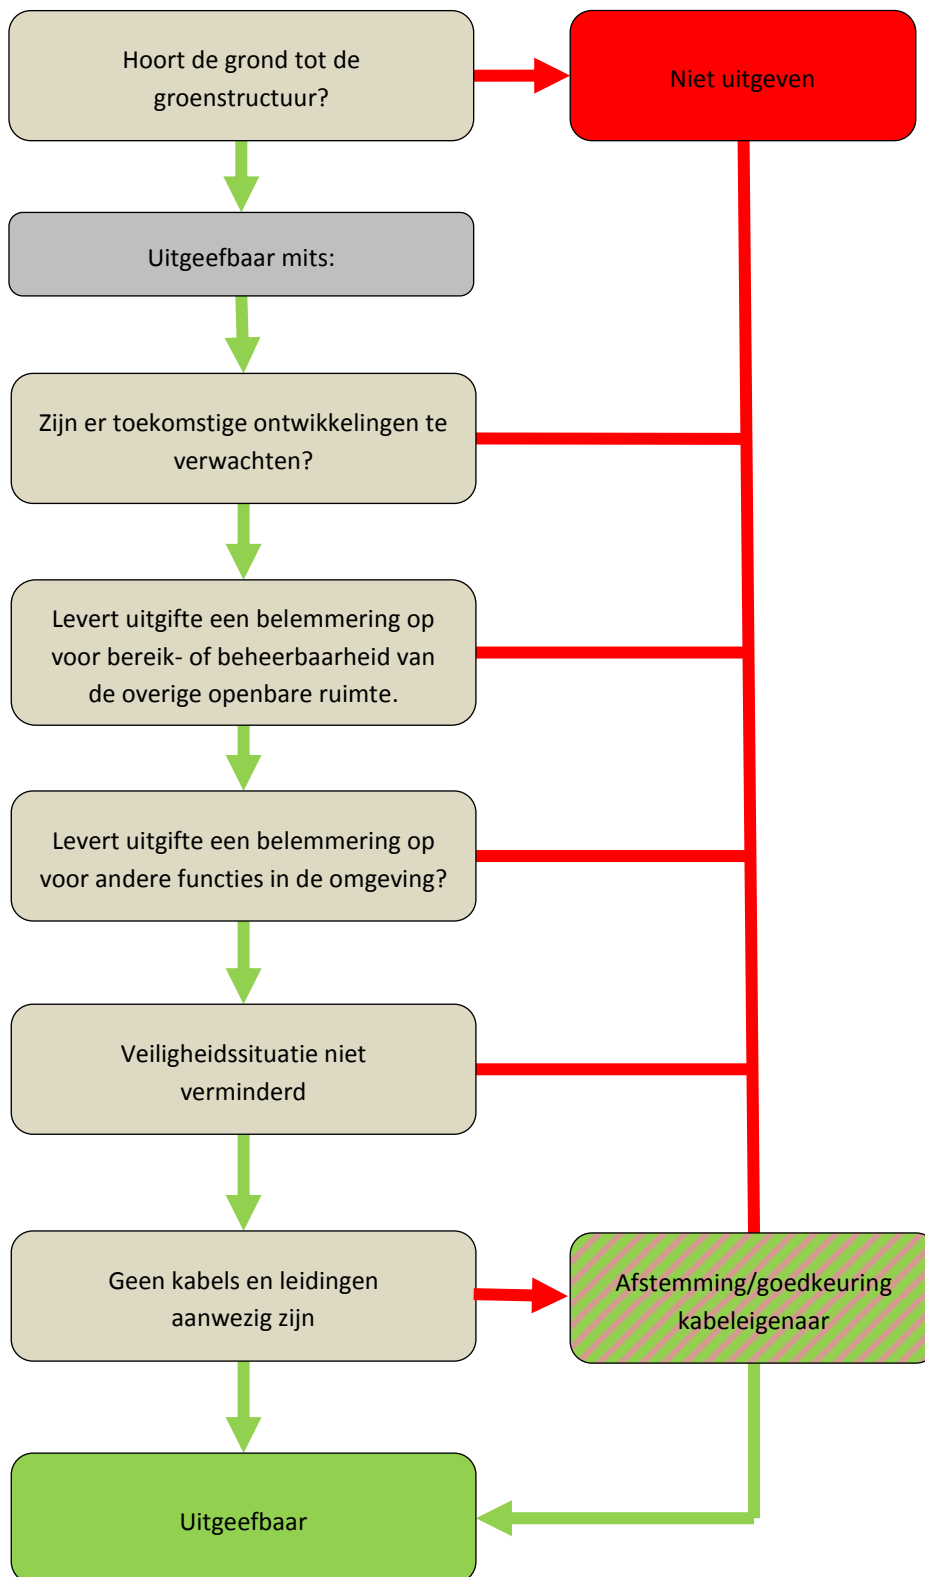 Hoort de grond tot de
groenstructuur?
Niet uitgeven
Uitgeefbaar mits:
Zijn er toekomstige ontwikkelingen te
verwachten?
Levert uitgifte een belemmering op
voor bereik- of beheerbaarheid van
de overige openbare ruimte.
Levert uitgifte een belemmering op
voor andere functies in de omgeving?
Veiligheidssituatie niet
verminderd
Geen kabels en leidingen
aanwezig zijn
Afstemming/goedkeuring
kabeleigenaar
Uitgeefbaar